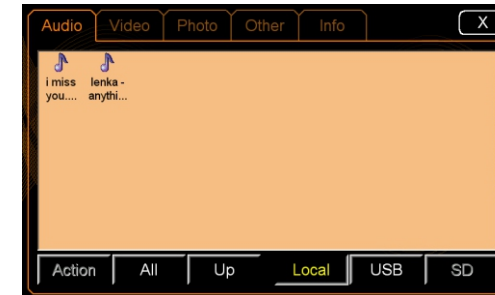 Audio Video Photo Other Info X
i miss you.... lenka - anythi...
Action All Up Local USB SD